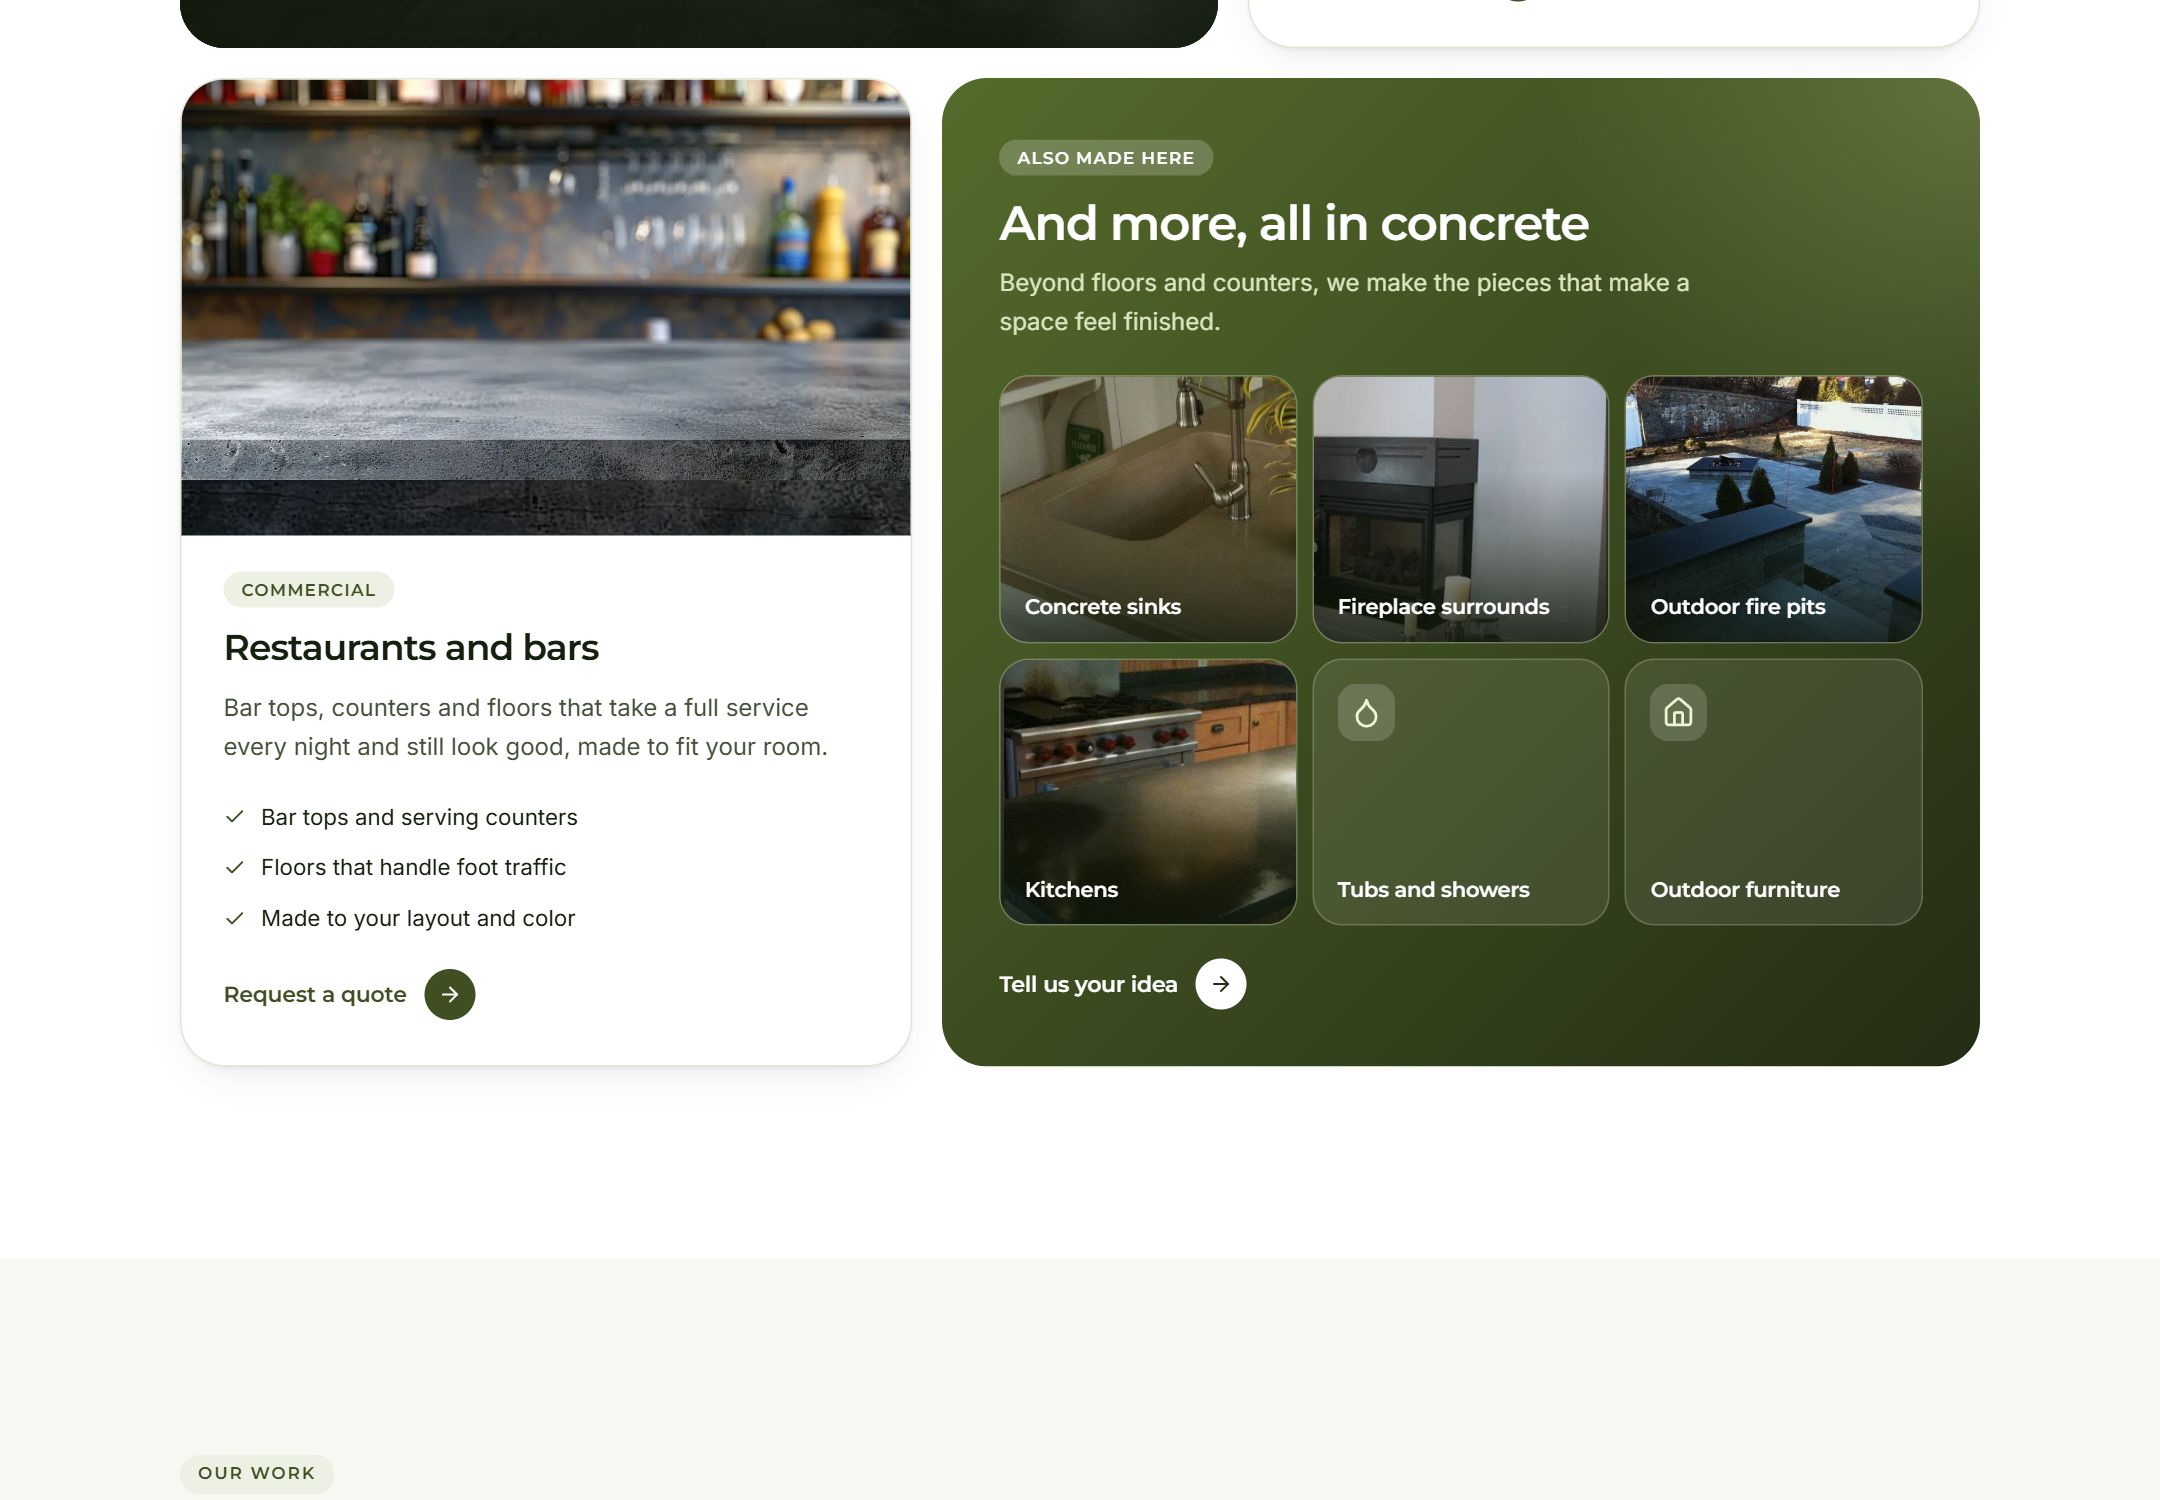 COMMERCIAL
Restaurants and bars
Bar tops, counters and floors that take a full service
every night and still look good, made to fit your room.
Bar tops and serving counters
Floors that handle foot traffic
Made to your layout and color
Request a quote
ALSO MADE HERE
And more, all in concrete
Beyond floors and counters, we make the pieces that make a
space feel finished.
Concrete sinks
Fireplace surrounds
Outdoor fire pits
Kitchens
Tubs and showers
Outdoor furniture
Tell us your idea
OUR WORK